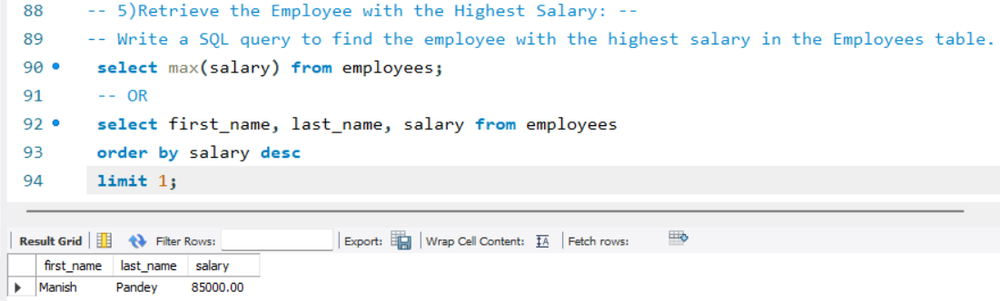 88 -- 5)Retrieve the Employee with the Highest Salary: --
89 -- Write a SQL query to find the employee with the highest salary in the Employees table.
90 select max(salary) from employees;
91 -- OR
92 select first_name, last_name, salary from employees
93 order by salary desc
94 limit 1;
Result Grid Filter Rows: Export: Wrap Cell Content: IA Fetch rows:
first_name last_name salary
Manish Pandey 85000.00